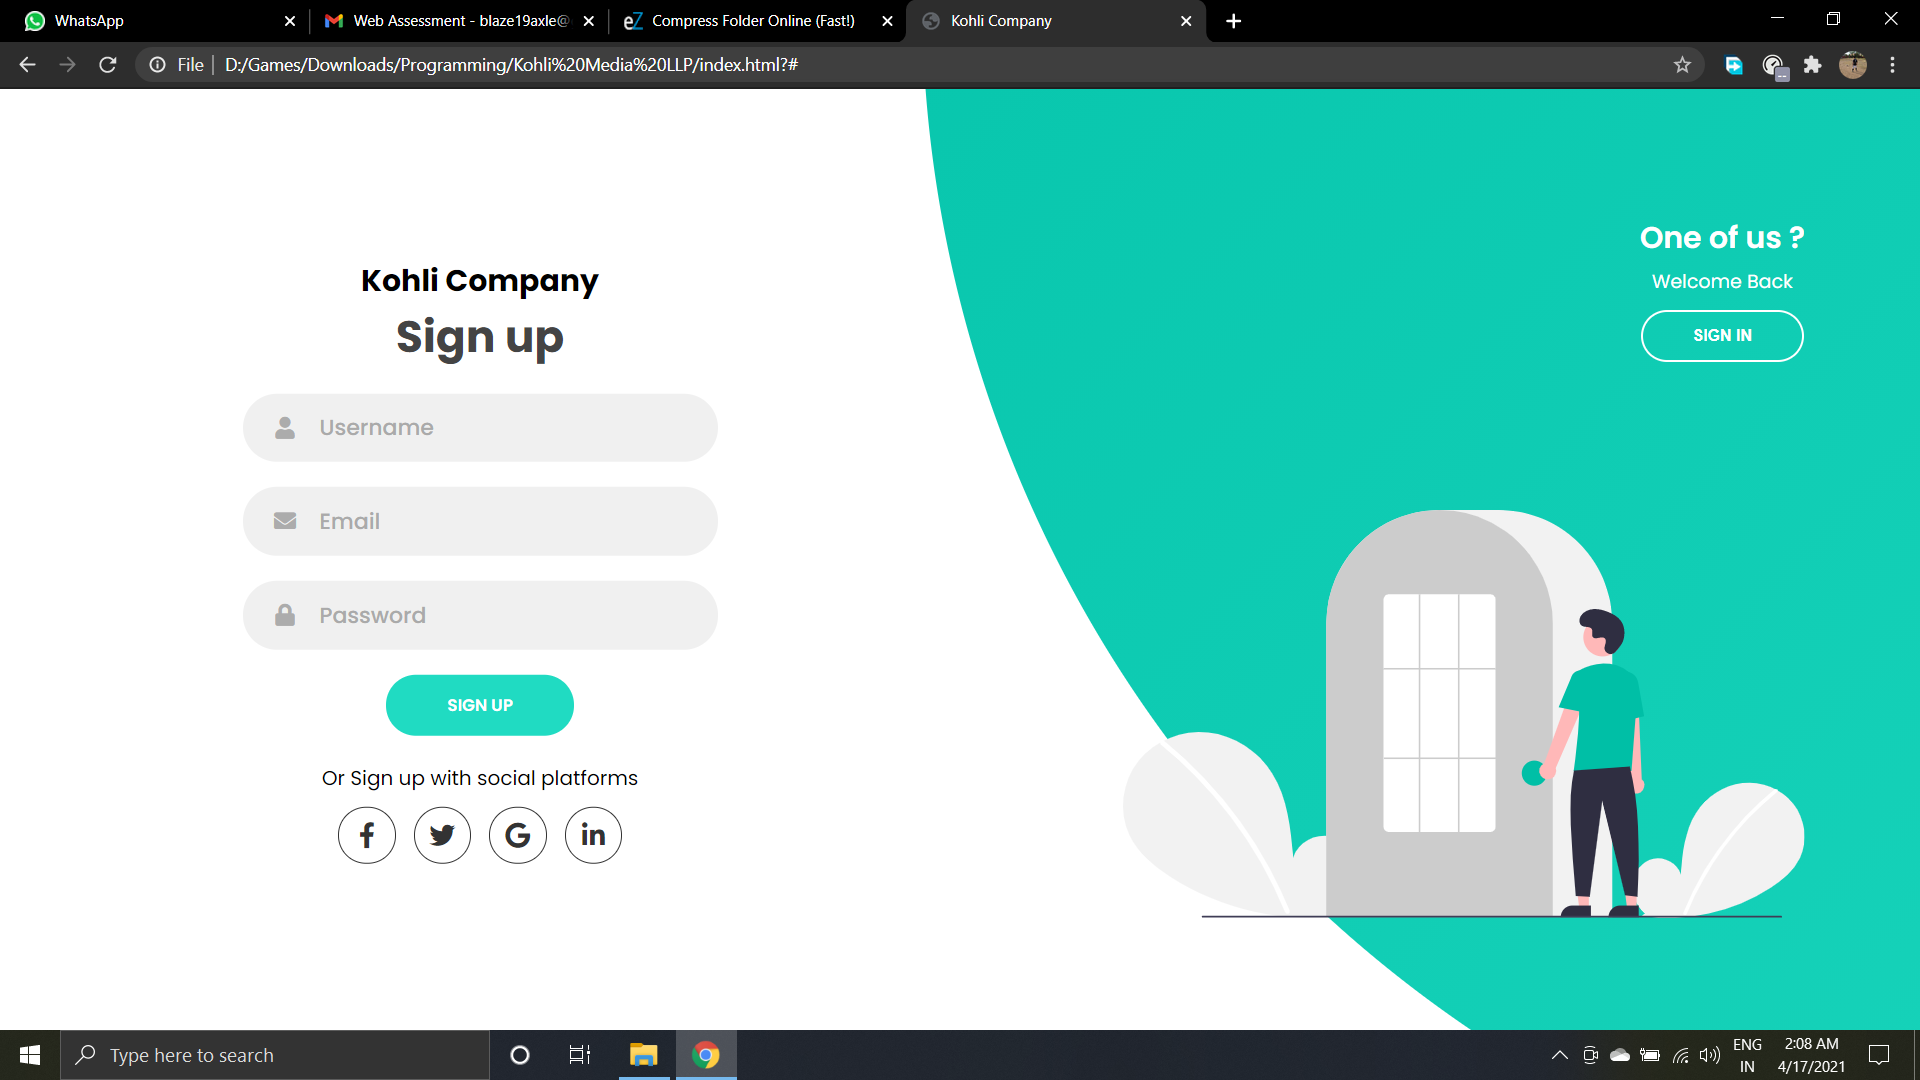 WhatsApp
Web Assessment - blaze19axle@
Compress Folder Online (Fast!)
Kohli Company
File
D:/Games/Downloads/Programming/Kohli%20Media%20LLP/index.html?#
Kohli Company
Sign up
Username
Email
Password
SIGN UP
Or Sign up with social platforms
One of us ?
Welcome Back
SIGN IN
Type here to search
ENG
IN
2:08 AM
4/17/2021